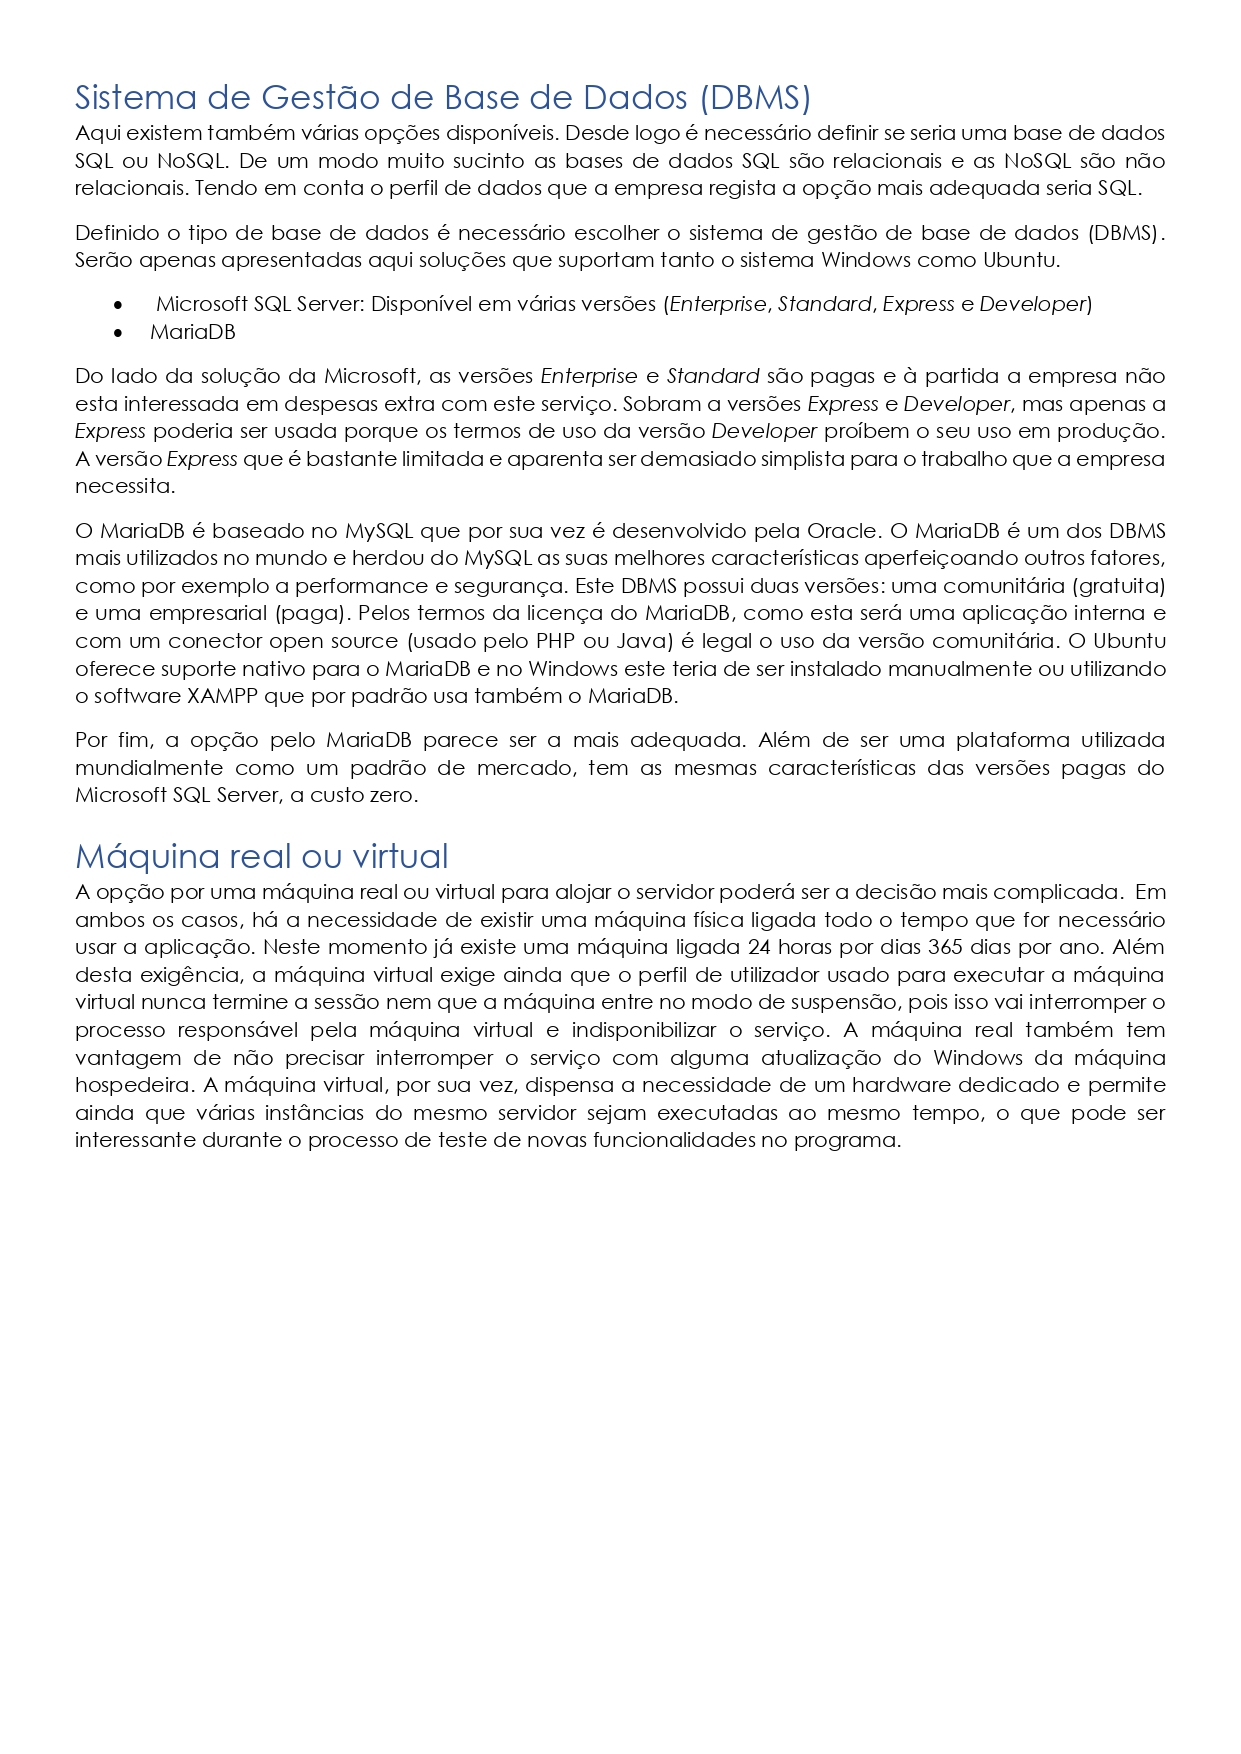 Sistema de Gestão de Base de Dados (DBMS)
Aqui existem também várias opções disponíveis. Desde logo é necessário definir se seria uma base de dados
SQL ou NoSQL. De um modo muito sucinto as bases de dados SQL são relacionais e as NoSQL são não
relacionais. Tendo em conta o perfil de dados que a empresa regista a opção mais adequada seria SQL.
Definido o tipo de base de dados é necessário escolher o sistema de gestão de base de dados (DBMS).
Serão apenas apresentadas aqui soluções que suportam tanto o sistema Windows como Ubuntu.
• Microsoft SQL Server: Disponível em várias versões (Enterprise, Standard, Express e Developer)
• MariaDB
Do lado da solução da Microsoft, as versões Enterprise e Standard são pagas e à partida a empresa não
esta interessada em despesas extra com este serviço. Sobram a versões Express e Developer, mas apenas a
Express poderia ser usada porque os termos de uso da versão Developer proíbem o seu uso em produção.
A versão Express que é bastante limitada e aparenta ser demasiado simplista para o trabalho que a empresa
necessita.
O MariaDB é baseado no MySQL que por sua vez é desenvolvido pela Oracle. O MariaDB é um dos DBMS
mais utilizados no mundo e herdou do MySQL as suas melhores características aperfeiçoando outros fatores,
como por exemplo a performance e segurança. Este DBMS possui duas versões: uma comunitária (gratuita)
e uma empresarial (paga). Pelos termos da licença do MariaDB, como esta será uma aplicação interna e
com um conector open source (usado pelo PHP ou Java) é legal o uso da versão comunitária. O Ubuntu
oferece suporte nativo para o MariaDB e no Windows este teria de ser instalado manualmente ou utilizando
o software XAMPP que por padrão usa também o MariaDB.
Por fim, a opção pelo MariaDB parece ser a mais adequada. Além de ser uma plataforma utilizada
mundialmente como um padrão de mercado, tem as mesmas características das versões pagas do
Microsoft SQL Server, a custo zero.
Máquina real ou virtual
A opção por uma máquina real ou virtual para alojar o servidor poderá ser a decisão mais complicada. Em
ambos os casos, há a necessidade de existir uma máquina física ligada todo o tempo que for necessário
usar a aplicação. Neste momento já existe uma máquina ligada 24 horas por dias 365 dias por ano. Além
desta exigência, a máquina virtual exige ainda que o perfil de utilizador usado para executar a máquina
virtual nunca termine a sessão nem que a máquina entre no modo de suspensão, pois isso vai interromper o
processo responsável pela máquina virtual e indisponibilizar o serviço. A máquina real também tem
vantagem de não precisar interromper o serviço com alguma atualização do Windows da máquina
hospedeira. A máquina virtual, por sua vez, dispensa a necessidade de um hardware dedicado e permite
ainda que várias instâncias do mesmo servidor sejam executadas ao mesmo tempo, o que pode ser
interessante durante o processo de teste de novas funcionalidades no programa.